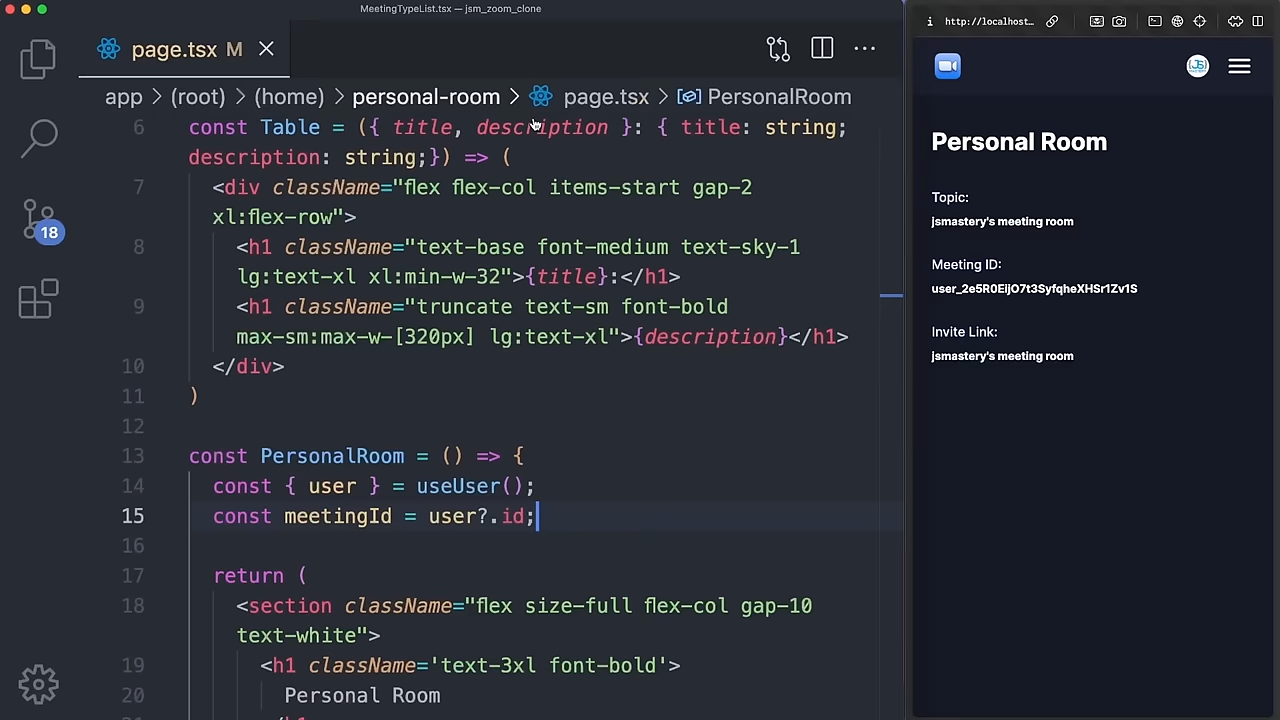 MeetingTypeList.tsx — jsm_zoom_clone
page.tsx M
app > (root) > (home) > personal-room > page.tsx > PersonalRoom
6 const Table = ({ title, description }: { title: string;
description: string;}) => (
7 <div className="flex flex-col items-start gap-2
xl:flex-row">
8 <h1 className="text-base font-medium text-sky-1
lg:text-xl xl:min-w-32">{title}:</h1>
9 <h1 className="truncate text-sm font-bold
max-sm:max-w-[320px] lg:text-xl">{description}</h1>
10 </div>
11 )
12
13 const PersonalRoom = () => {
14 const { user } = useUser();
15 const meetingId = user?.id;
16
17 return (
18 <section className="flex size-full flex-col gap-10
text-white">
19 <h1 className='text-3xl font-bold'>
20 Personal Room
18
http://localhost…
Personal Room
Topic:
jsmastery's meeting room
Meeting ID:
user_2e5R0EIjO7t3SyfqheXHSr1Zv1S
Invite Link:
jsmastery's meeting room